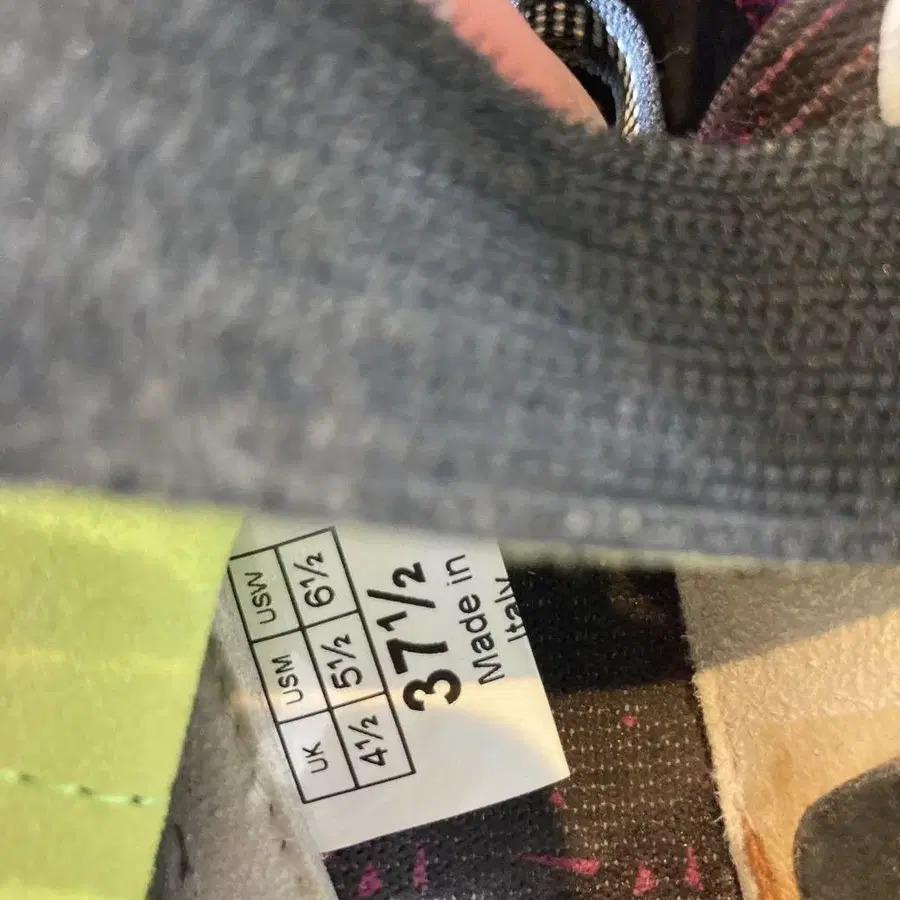 UK USM USW
4½ 5½ 6½
37½
Made in
Italy